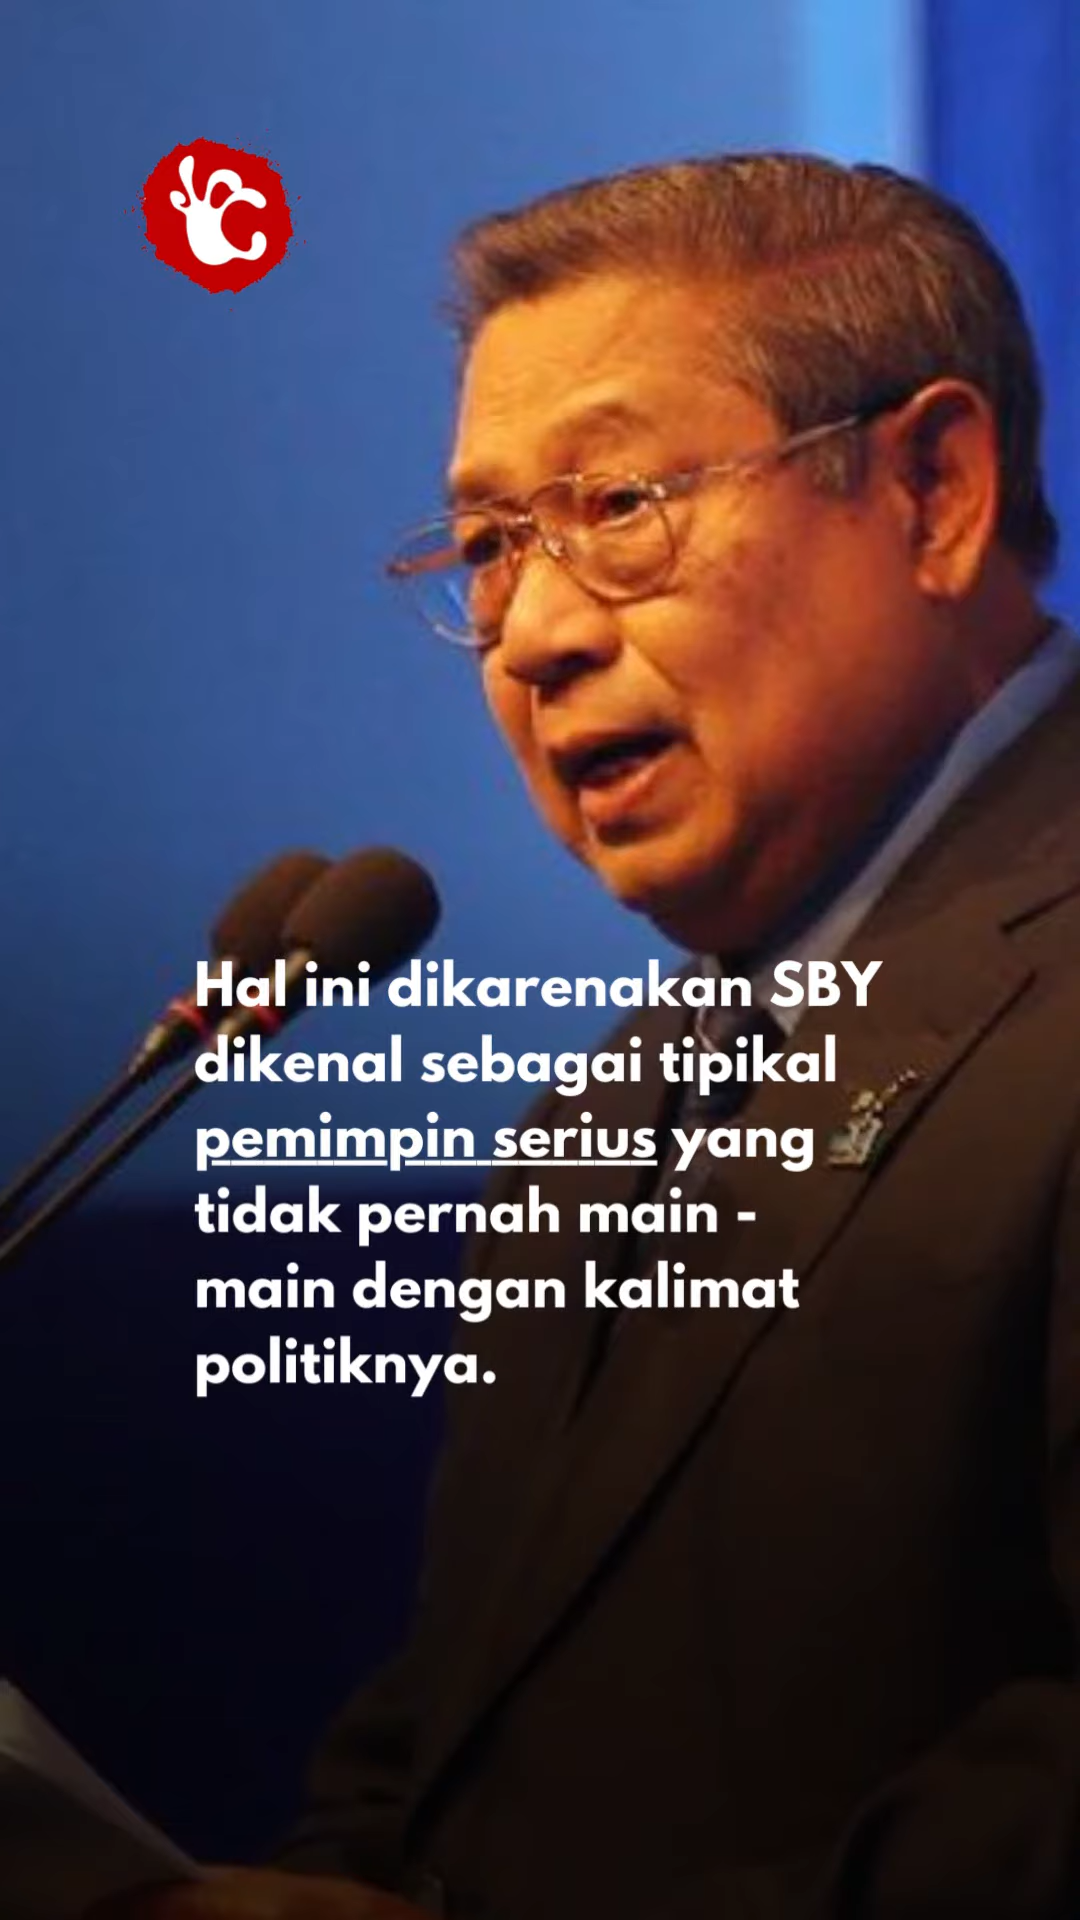 Hal ini dikarenakan SBY
dikenal sebagai tipikal
pemimpin serius yang
tidak pernah main -
main dengan kalimat
politiknya.